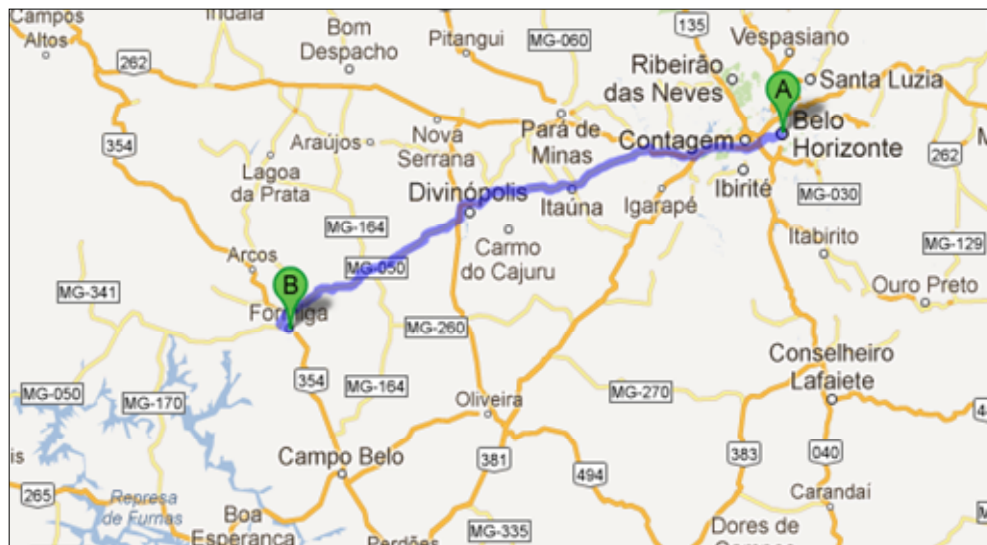 Campos
Altos
Indaiá
262
354
Bom
Despacho
Pitangui
MG-060
135
Vespasiano
Ribeirão
das Neves
Santa Luzia
A
Belo
Horizonte
Contagem
Ibirité
262
MG-030
Pará de
Minas
Nova
Serrana
Araújos
Lagoa
da Prata
Divinópolis
Itaúna
Igarapé
MG-164
Carmo
do Cajuru
Itabirito
MG-129
Ouro Preto
Arcos
MG-050
MG-341
B
Formiga
MG-260
354
MG-050
MG-170
MG-164
MG-270
Conselheiro
Lafaiete
Oliveira
Campo Belo
381
494
383
040
265
Represa
de Furnas
Boa
Esperança
Perdões
MG-335
Carandaí
Dores de